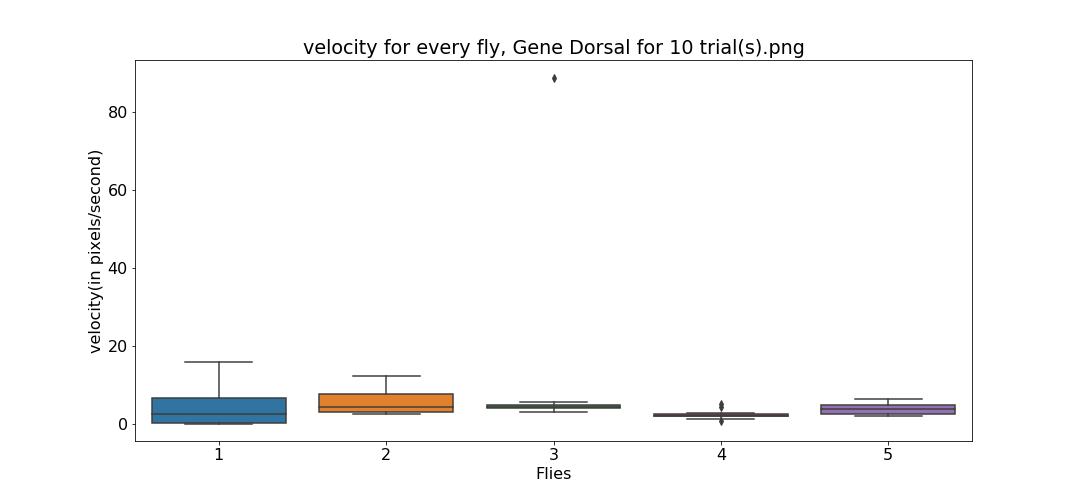 velocity for every fly, Gene Dorsal for 10 trial(s).png
velocity(in pixels/second)
80
60
40
20
0
1 2 3 4 5
Flies